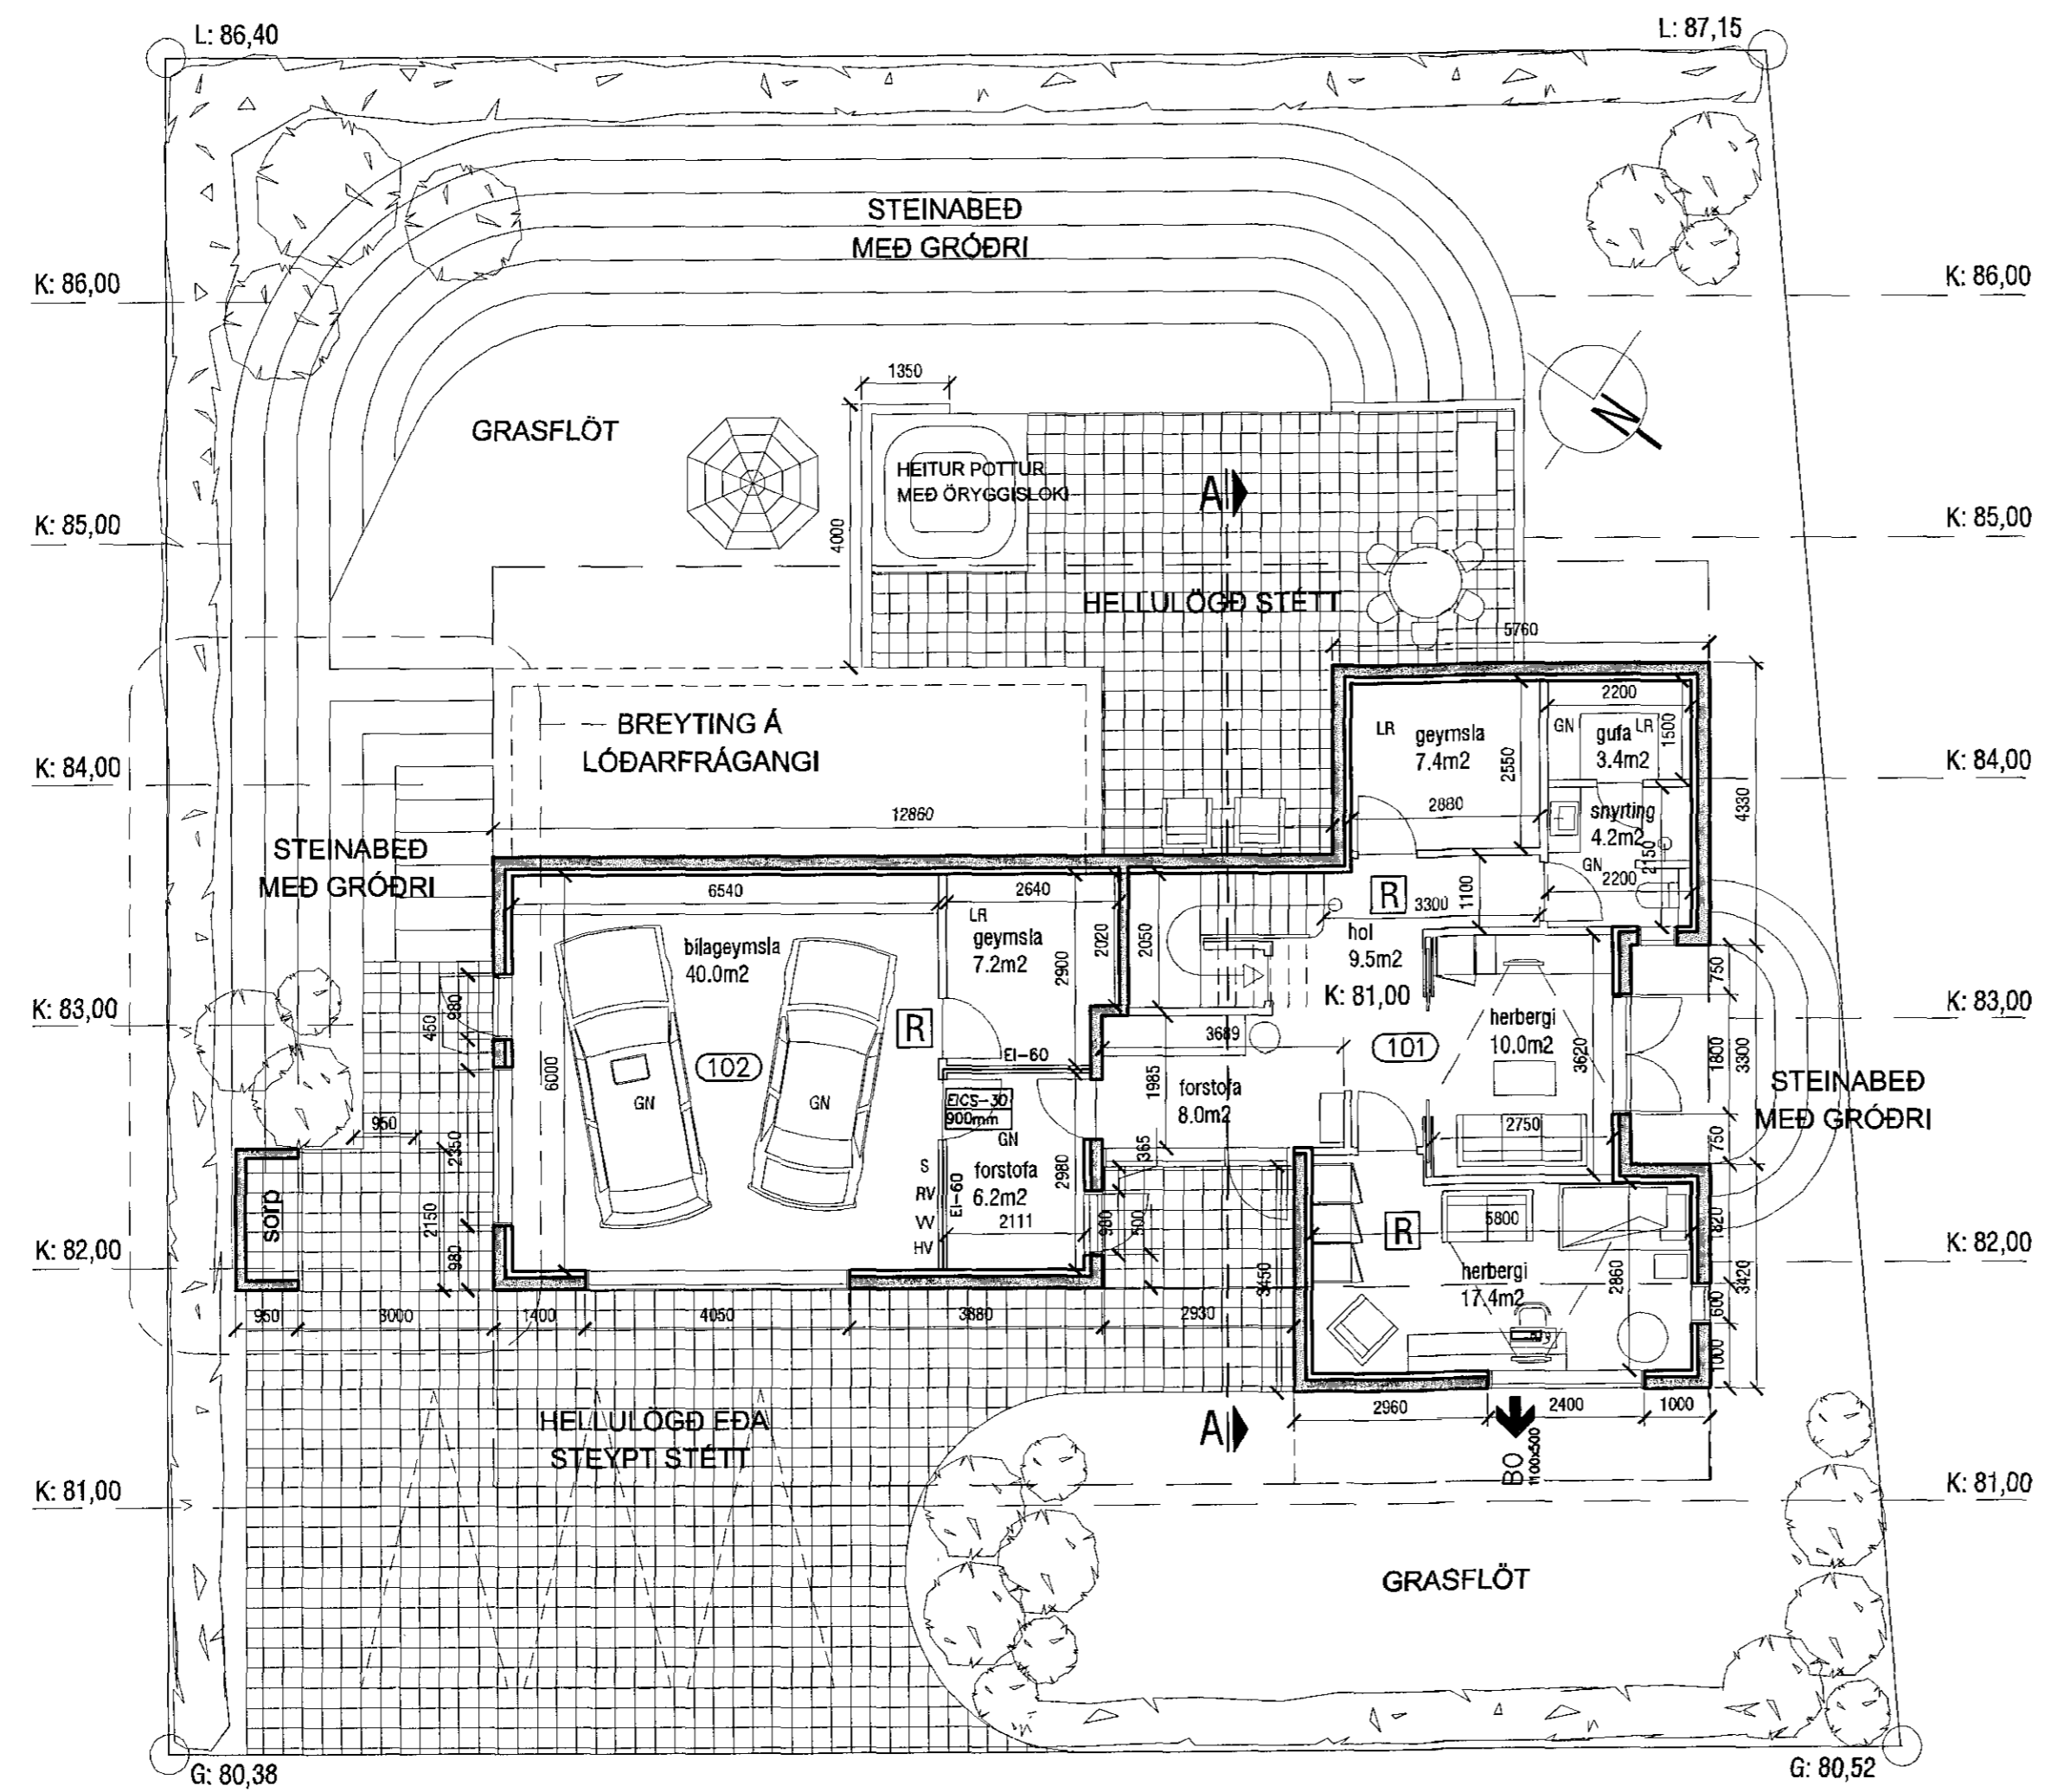 L: 86,40
L: 87,15
STEINABEÐ
MEÐ GRÓÐRI
K: 86,00
K: 86,00
1350
N
GRASFLÖT
HEITUR POTTUR
MEÐ ÖRYGGISLOKI
A
4000
K: 85,00
K: 85,00
HELLULÖGÐ STÉTT
5760
BREYTING Á
LÓÐARFRÁGANGI
LR
geymsla
7.4m2
2550
2880
2200
GN
gufa
LR
3.4m2
1500
K: 84,00
K: 84,00
4330
snyrting
4.2m2
2150
GN
2200
12860
STEINABEÐ
MEÐ GRÓÐRI
6540
2640
LR
geymsla
7.2m2
2020
2900
2050
R
3300
1100
hol
9.5m2
K: 81,00
bílageymsla
40.0m2
R
102
GN
GN
6000
980
450
K: 83,00
K: 83,00
750
1800
3300
750
3689
101
herbergi
10.0m2
3620
2750
EI-60
EICS-30
900mm
GN
1985
forstofa
8.0m2
365
STEINABEÐ
MEÐ GRÓÐRI
950
2350
2150
980
sorp
S
RV
VV
HV
EI-60
forstofa
6.2m2
2980
2111
980
500
3450
R
5800
herbergi
17.4m2
2860
1820
600
3420
1000
K: 82,00
K: 82,00
950
3000
1400
4050
3880
2930
2960
2400
1000
HELLULÖGÐ EÐA
STEYPT STÉTT
A
BO
1100x500
K: 81,00
K: 81,00
GRASFLÖT
G: 80,38
G: 80,52